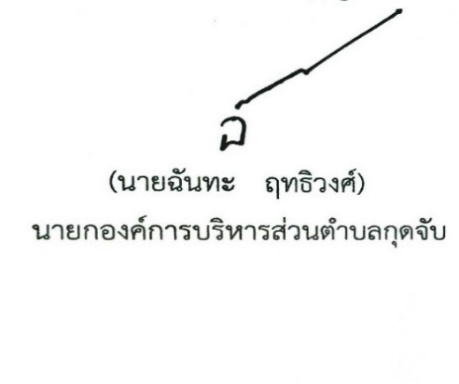 (นายฉันทะ ฤทธิวงศ์)
นายกองค์การบริหารส่วนตำบลกุดจับ